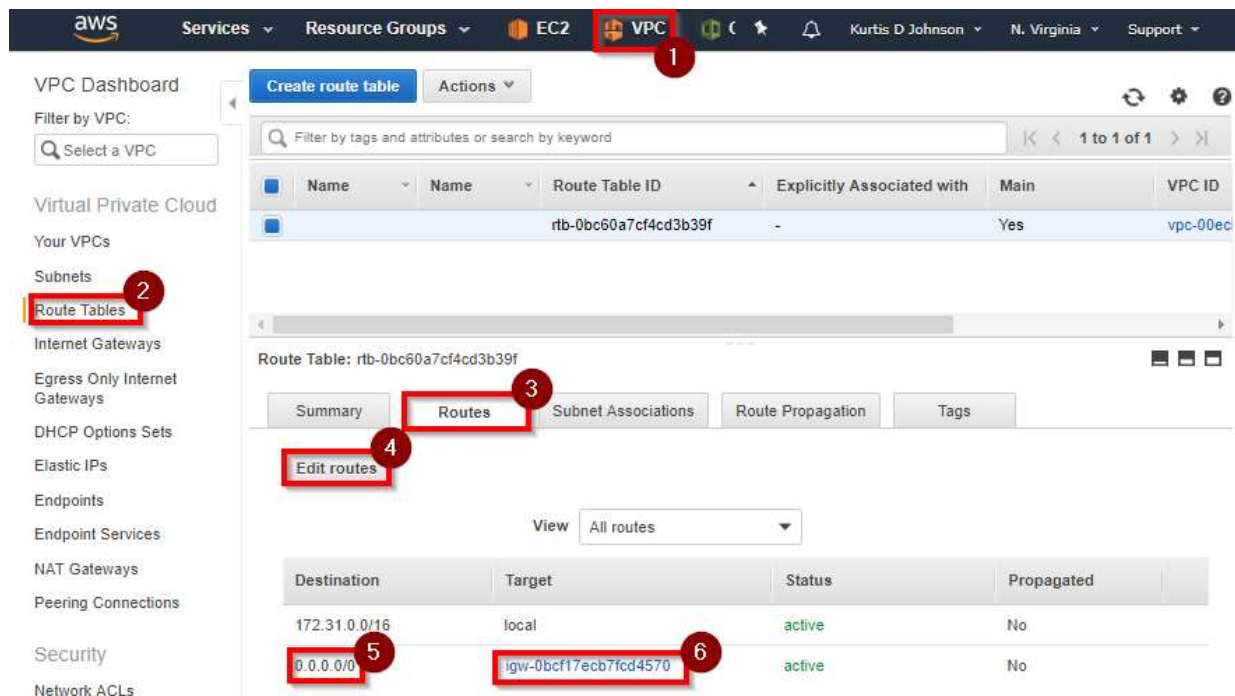 aws Services Resource Groups EC2 VPC Kurtis D Johnson N. Virginia Support
1
VPC Dashboard
Filter by VPC:
Select a VPC
Virtual Private Cloud
Your VPCs
Subnets
2
Route Tables
Internet Gateways
Egress Only Internet
Gateways
DHCP Options Sets
Elastic IPs
Endpoints
Endpoint Services
NAT Gateways
Peering Connections
Security
Network ACLs
Create route table Actions
Filter by tags and attributes or search by keyword 1 to 1 of 1
Name Name Route Table ID Explicitly Associated with Main VPC ID
rtb-0bc60a7cf4cd3b39f - Yes
Route Table: rtb-0bc60a7cf4cd3b39f
3
Summary Routes Subnet Associations Route Propagation Tags
4
Edit routes
View All routes
Destination Target Status Propagated
172.31.0.0/16 local active No
5 6
0.0.0.0/0 igw-0bcf17ecb7fcd4570 active No